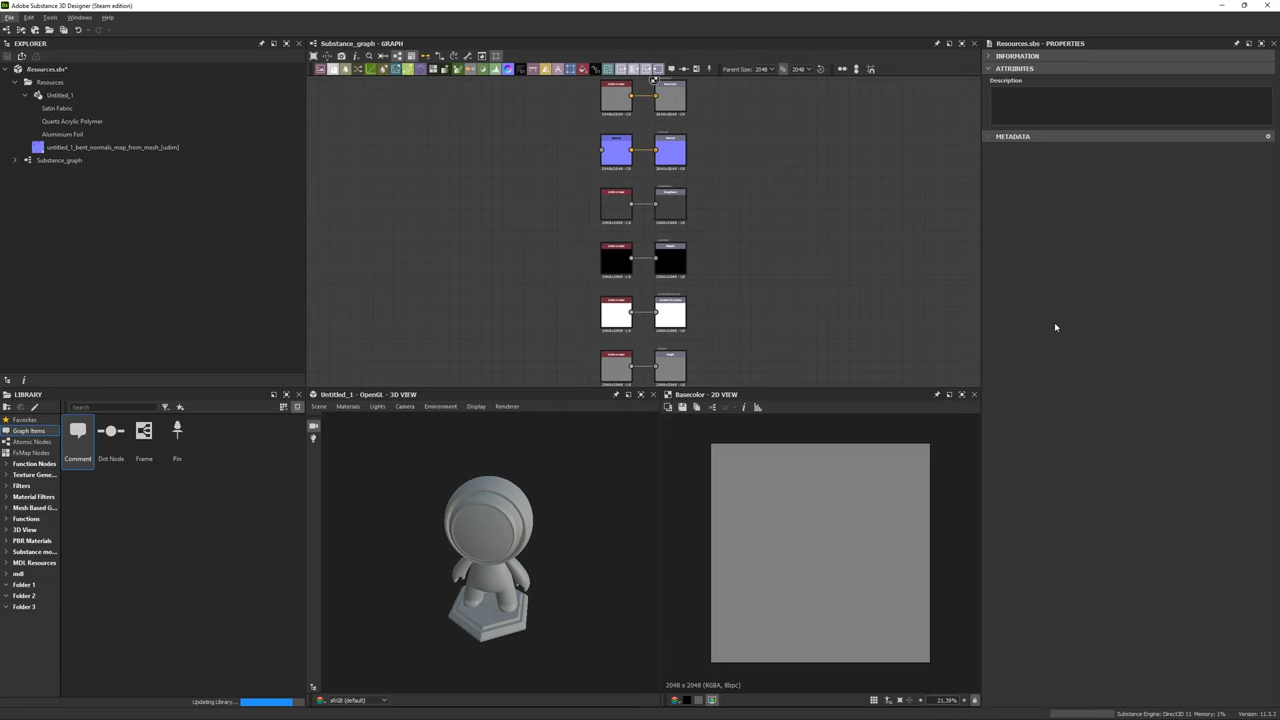 Adobe Substance 3D Designer (Steam edition)
File Edit Tools Windows Help
EXPLORER
Resources.sbs*
Resources
Untitled_1
Satin Fabric
Quartz Acrylic Polymer
Aluminium Foil
untitled_1_bent_normals_map_from_mesh_[udim]
Substance_graph
Substance_graph - GRAPH
Parent Size: 2048 2048
Resources.sbs - PROPERTIES
INFORMATION
ATTRIBUTES
Description
METADATA
LIBRARY
Search
Favorites
Graph Items
Atomic Nodes
FxMap Nodes
Function Nodes
Texture Gene...
Filters
Material Filters
Mesh Based G...
Functions
3D View
PBR Materials
Substance mo...
MDL Resources
mdl
Folder 1
Folder 2
Folder 3
Comment Dot Node Frame Pin
Updating Library...
Untitled_1 - OpenGL - 3D VIEW
Scene Materials Lights Camera Environment Display Renderer
sRGB (default)
Basecolor - 2D VIEW
UV
2048 x 2048 (RGBA, 8bpc)
21.39%
Substance Engine: Direct3D 11 Memory: 1% Version: 11.3.3